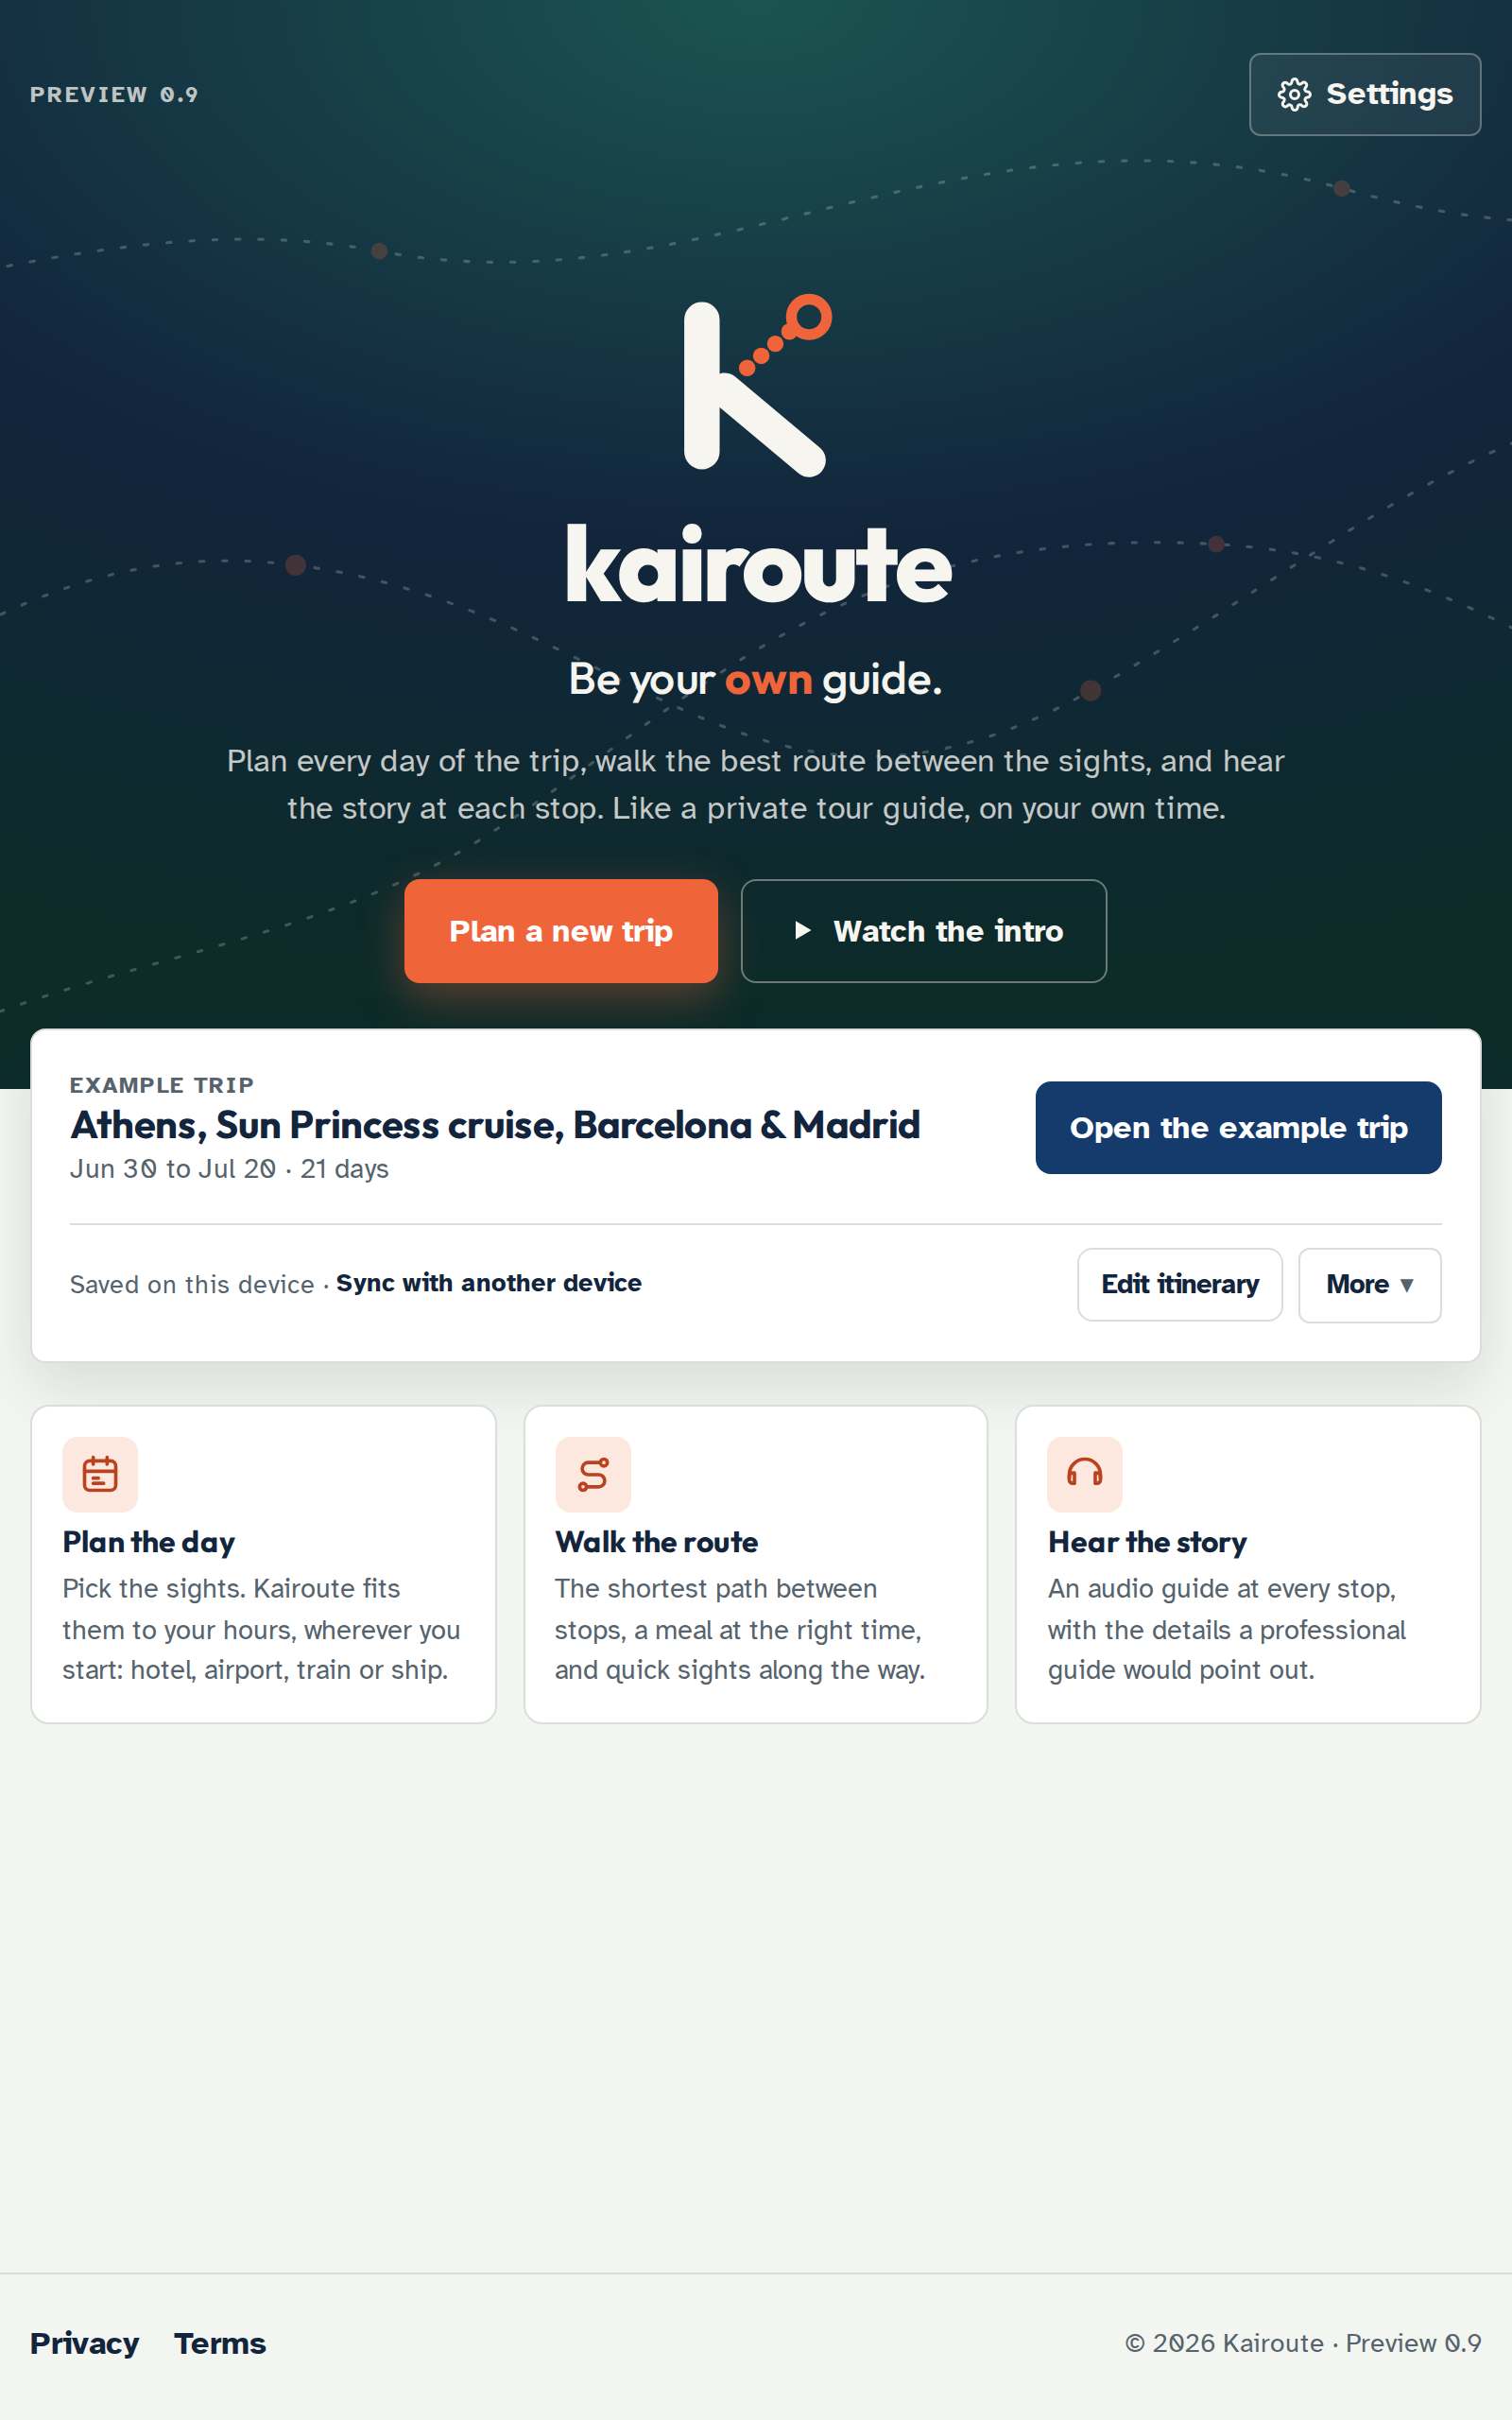 PREVIEW 0.9
Settings
kairoute
Be your own guide.
Plan every day of the trip, walk the best route between the sights, and hear
the story at each stop. Like a private tour guide, on your own time.
Plan a new trip
Watch the intro
EXAMPLE TRIP
Athens, Sun Princess cruise, Barcelona & Madrid
Jun 30 to Jul 20 · 21 days
Open the example trip
Saved on this device · Sync with another device
Edit itinerary
More ▾
Plan the day
Pick the sights. Kairoute fits
them to your hours, wherever you
start: hotel, airport, train or ship.
Walk the route
The shortest path between
stops, a meal at the right time,
and quick sights along the way.
Hear the story
An audio guide at every stop,
with the details a professional
guide would point out.
Privacy
Terms
© 2026 Kairoute · Preview 0.9